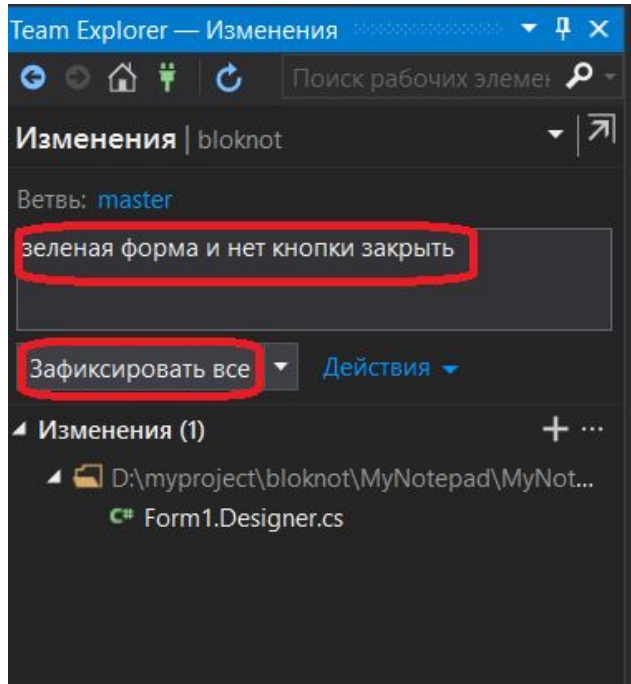 Team Explorer — Изменения
Поиск рабочих элемен
Изменения | bloknot
Ветвь: master
зеленая форма и нет кнопки закрыть
Зафиксировать все
Действия
Изменения (1)
D:\myproject\bloknot\MyNotepad\MyNot...
C# Form1.Designer.cs